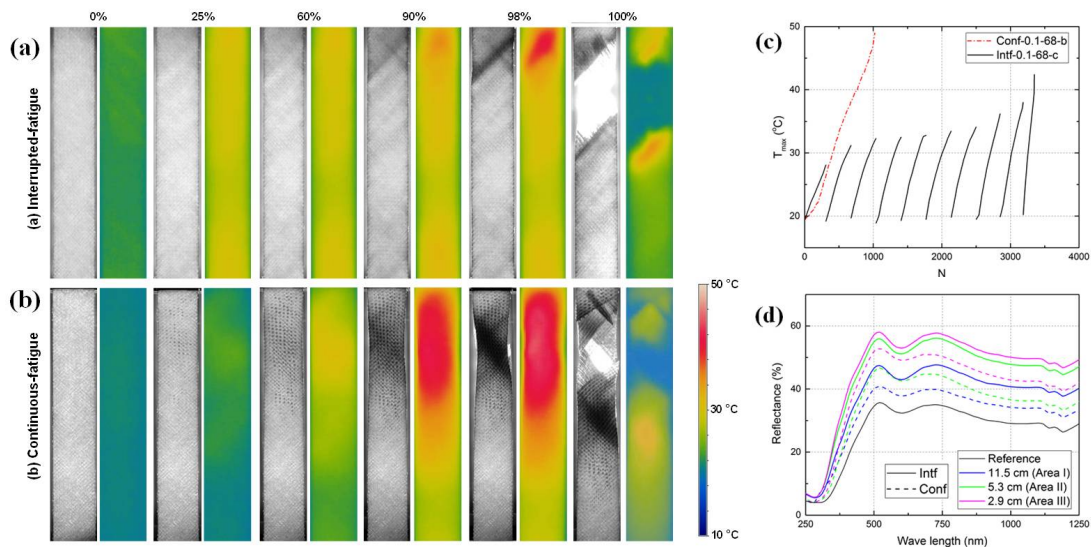 0% 25% 60% 90% 98% 100%
(a)
(a) Interrupted-fatigue
(b)
(b) Continuous-fatigue
50 °C
30 °C
10 °C
(c)
Conf-0.1-68-b
Intf-0.1-68-c
50
40
30
20
Tmax (°C)
0 1000 2000 3000 4000
N
(d)
60
40
20
0
Reflectance (%)
Intf
Conf
Reference
11.5 cm (Area I)
5.3 cm (Area II)
2.9 cm (Area III)
250 500 750 1000 1250
Wave length (nm)